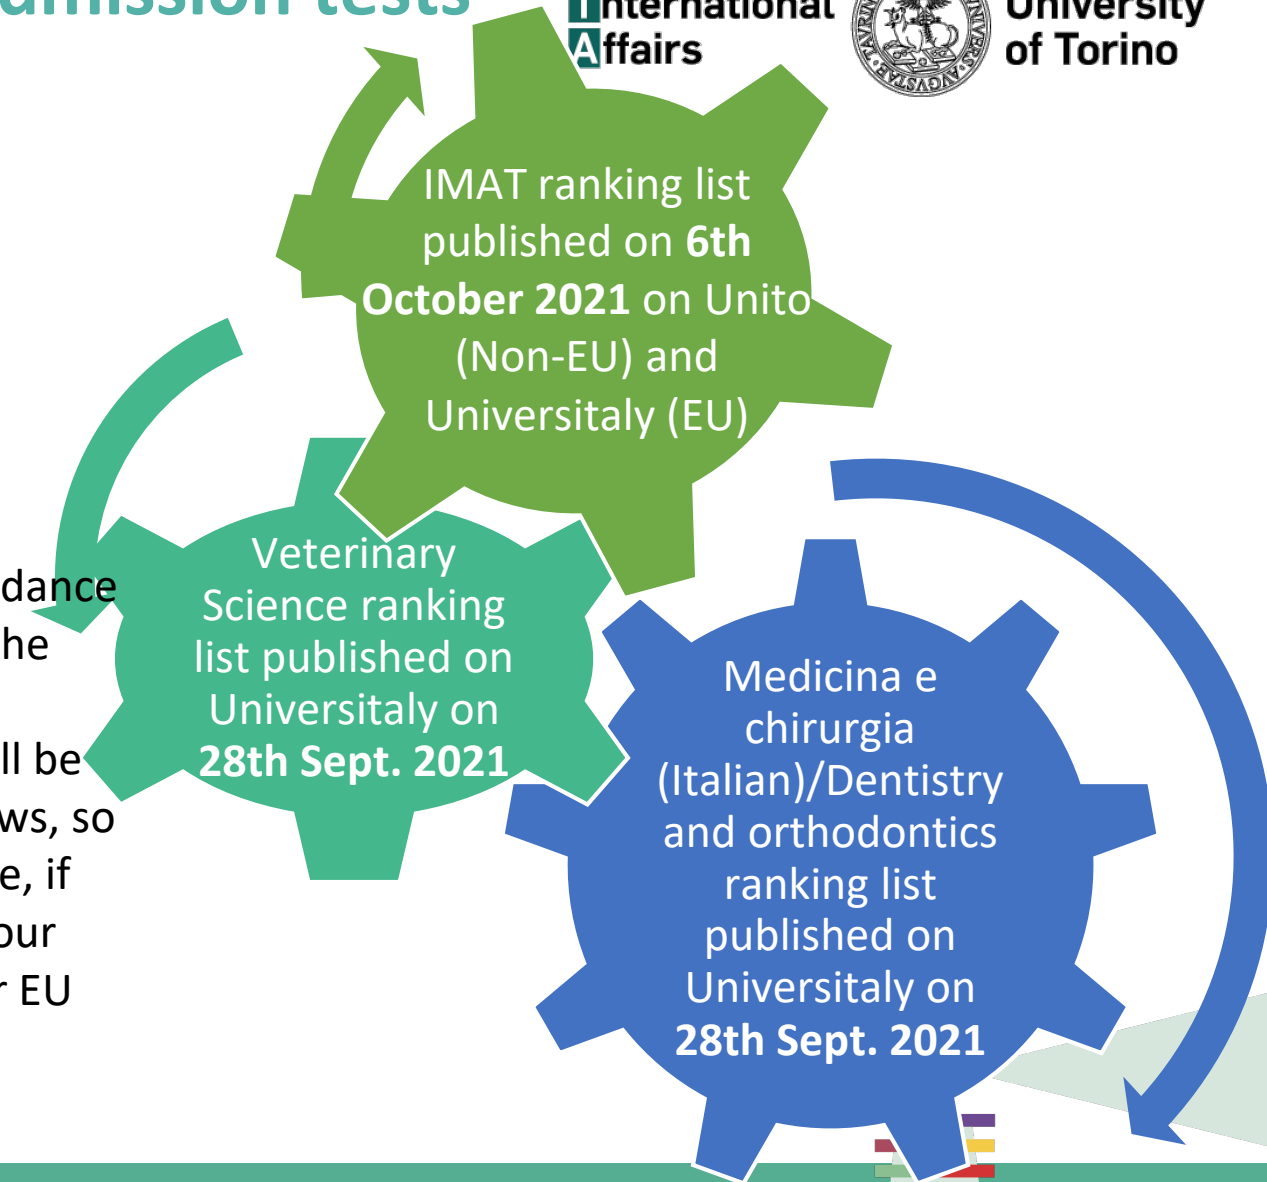 admission tests
International
Affairs
University
of Torino
IMAT ranking list
published on 6th
October 2021 on Unito
(Non-EU) and
Universitaly (EU)
Veterinary
Science ranking
list published on
Universitaly on
28th Sept. 2021
dance
he
ll be
ws, so
e, if
our
r EU
Medicina e
chirurgia
(Italian)/Dentistry
and orthodontics
ranking list
published on
Universitaly on
28th Sept. 2021